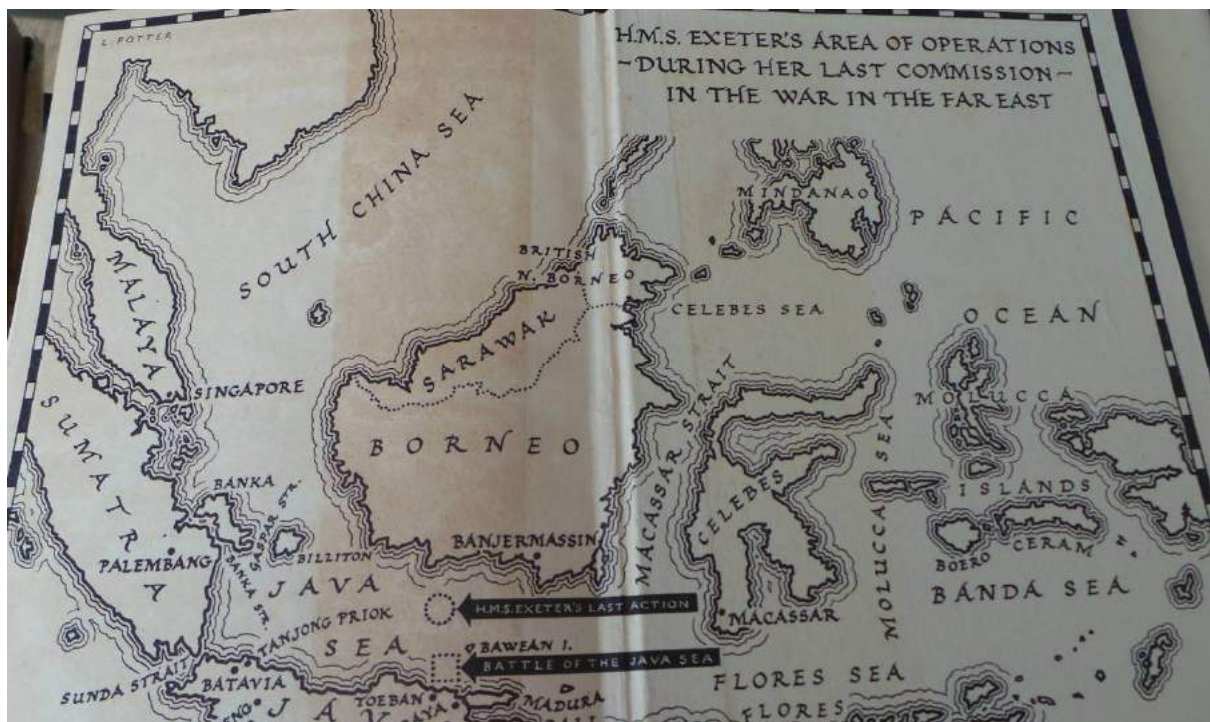 L. POTTER
H.M.S. EXETER'S AREA OF OPERATIONS
~DURING HER LAST COMMISSION~
IN THE WAR IN THE FAR EAST
SOUTH CHINA SEA
MINDANAO
PACIFIC
OCEAN
BRITISH
N. BORNEO
CELEBES SEA
MALAYA
SARAWAK
SINGAPORE
MOLUCCA
ISLANDS
SUMATRA
BORNEO
MACASSAR STRAIT
CELEBES
MOLUCCA SEA
BANKA
GASPAR STR.
BANKA STR.
BILLITON
PALEMBANG
BANJERMASSIN
BOERO
CERAM
BANDA SEA
JAVA
SEA
H.M.S. EXETER'S LAST ACTION
MACASSAR
TANJONG PRIOK
BAWEAN I.
BATTLE OF THE JAVA SEA
SUNDA STRAIT
BATAVIA
TOEBAN
MADURA
FLORES SEA
FLORES